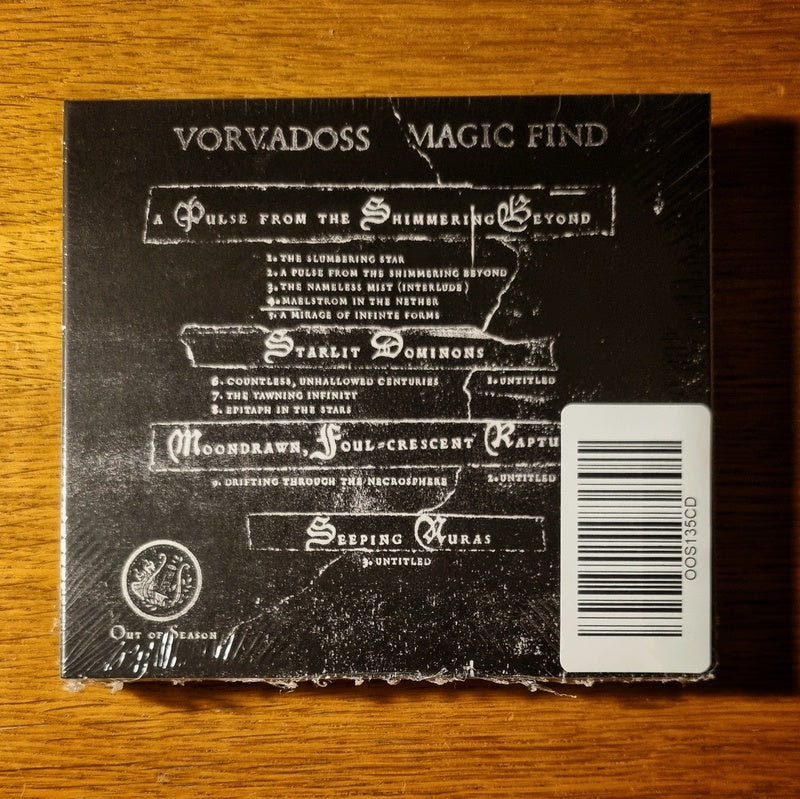 VORVADOSS MAGIC FIND
A Pulse from the Shimmering Beyond
1. The Slumbering Star
2. A Pulse from the Shimmering Beyond
3. The Nameless Mist (Interlude)
4. Maelstrom in the Nether
5. A Mirage of Infinte Forms
Starlit Dominons
6. Countless, Unhallowed Centuries 1. Untitled
7. The Yawning Infinity
8. Epitaph in the Stars
Moondrawn, Foul-crescent Raptu
9. Drifting Through the Necrosphere 2. Untitled
Seeping Auras
3. Untitled
Out of Season
OOS135CD